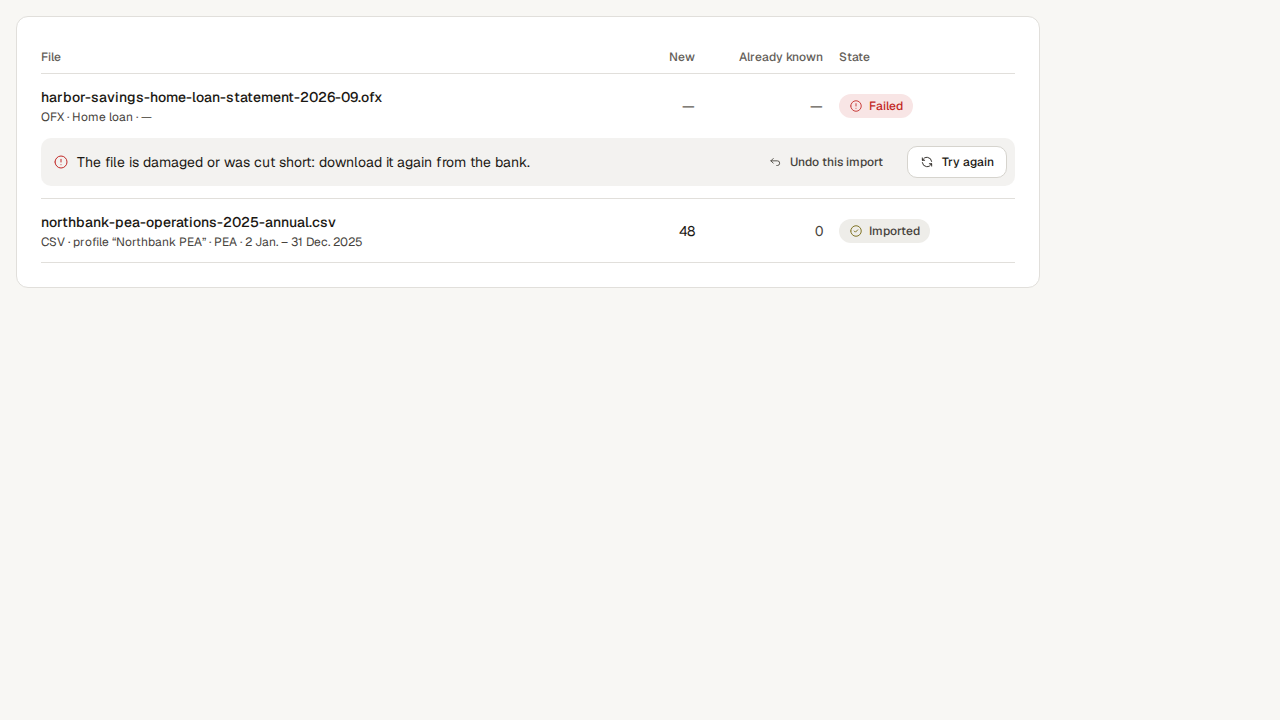 File New Already known State
harbor-savings-home-loan-statement-2026-09.ofx
OFX · Home loan · —
— — Failed
The file is damaged or was cut short: download it again from the bank. Undo this import Try again
northbank-pea-operations-2025-annual.csv
CSV · profile “Northbank PEA” · PEA · 2 Jan. – 31 Dec. 2025
48 0 Imported